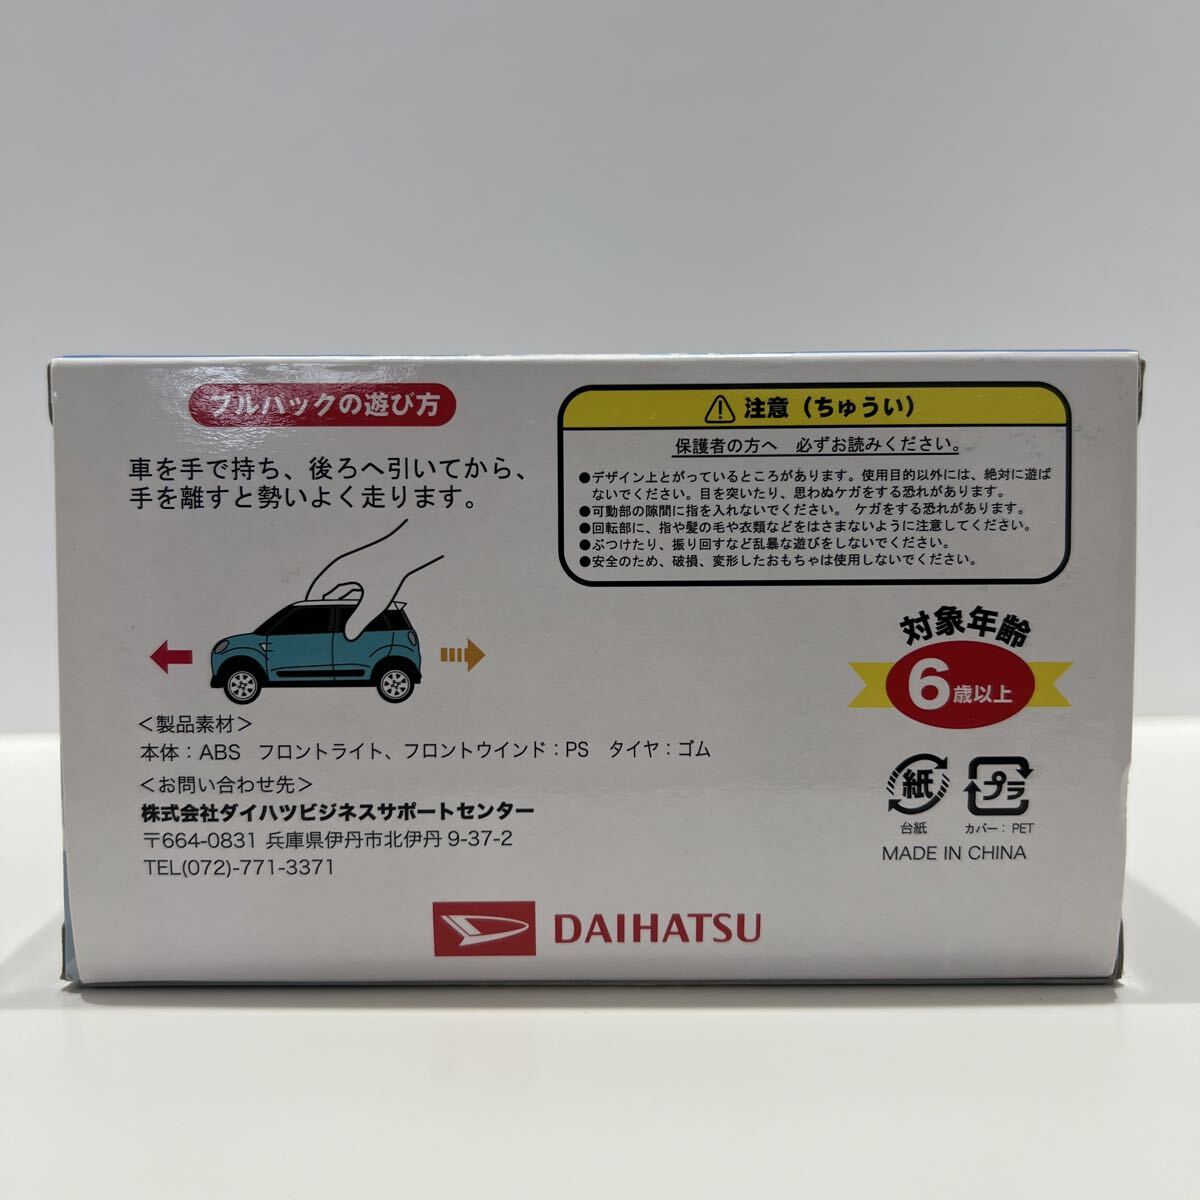 プルバックの遊び方
車を手で持ち、後ろへ引いてから、
手を離すと勢いよく走ります。
注意（ちゅうい）
保護者の方へ　必ずお読みください。
●デザイン上とがっているところがあります。使用目的以外には、絶対に遊ば
ないでください。目を突いたり、思わぬケガをする恐れがあります。
●可動部の隙間に指を入れないでください。 ケガをする恐れがあります。
●回転部に、指や髪の毛や衣類などをはさまないように注意してください。
●ぶつけたり、振り回すなど乱暴な遊びをしないでください。
●安全のため、破損、変形したおもちゃは使用しないでください。
対象年齢
6歳以上
＜製品素材＞
本体：ABS　フロントライト、フロントウインド：PS　タイヤ：ゴム
＜お問い合わせ先＞
株式会社ダイハツビジネスサポートセンター
〒664-0831 兵庫県伊丹市北伊丹 9-37-2
TEL(072)-771-3371
紙 プラ
台紙　カバー：PET
MADE IN CHINA
DAIHATSU